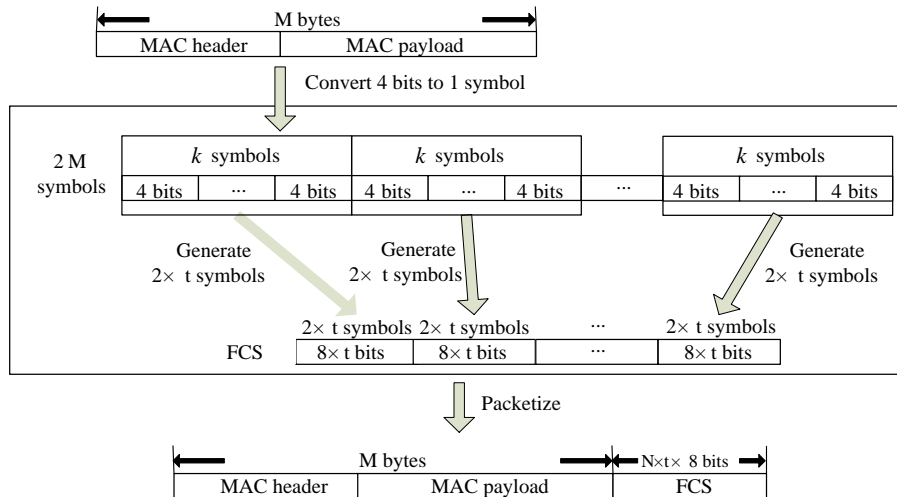 M bytes
MAC header MAC payload
Convert 4 bits to 1 symbol
2 M
symbols
k symbols k symbols k symbols
4 bits ... 4 bits 4 bits ... 4 bits ... 4 bits ... 4 bits
Generate
2× t symbols
Generate
2× t symbols
Generate
2× t symbols
2× t symbols 2× t symbols ... 2× t symbols
FCS 8× t bits 8× t bits ... 8× t bits
Packetize
M bytes N×t× 8 bits
MAC header MAC payload FCS